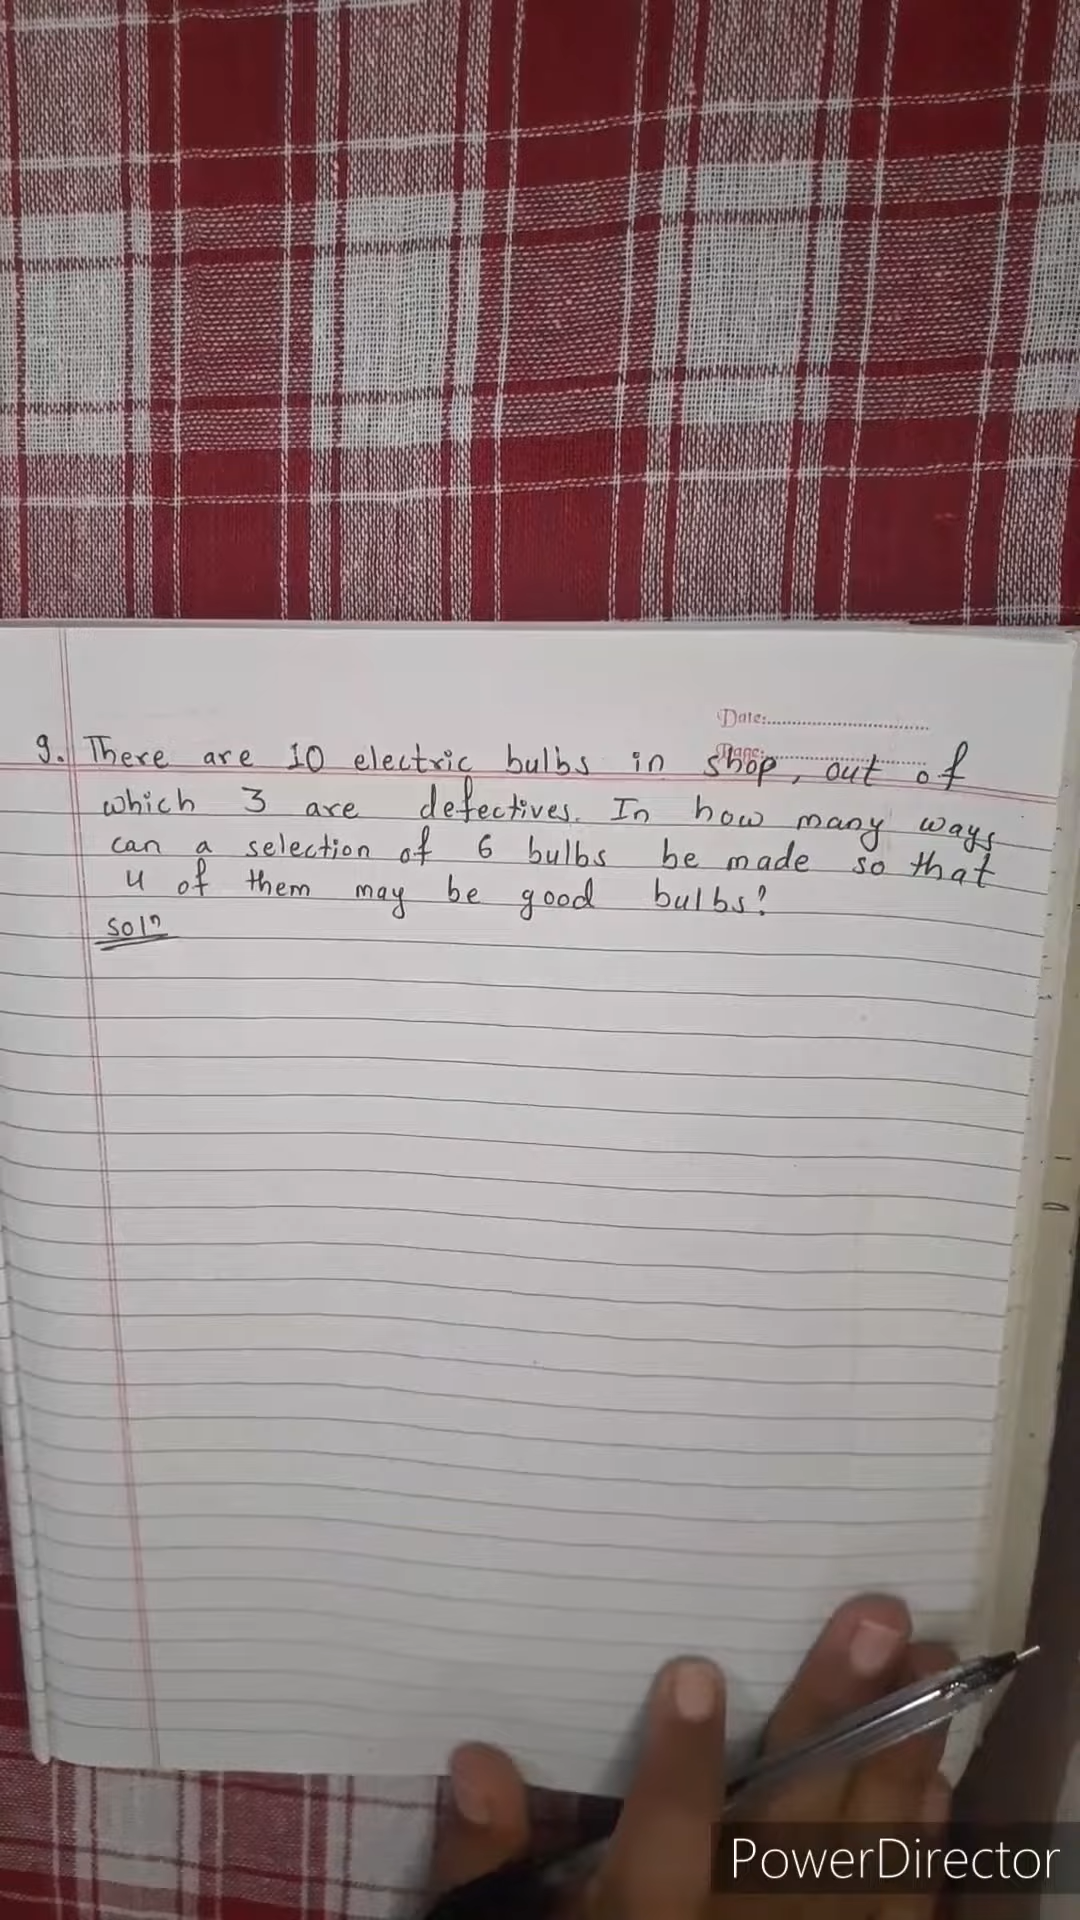 Date:
Page:
9. There are 10 electric bulbs in shop, out of
which 3 are defectives. In how many ways
can a selection of 6 bulbs be made so that
4 of them may be good bulbs?
Solⁿ
PowerDirector